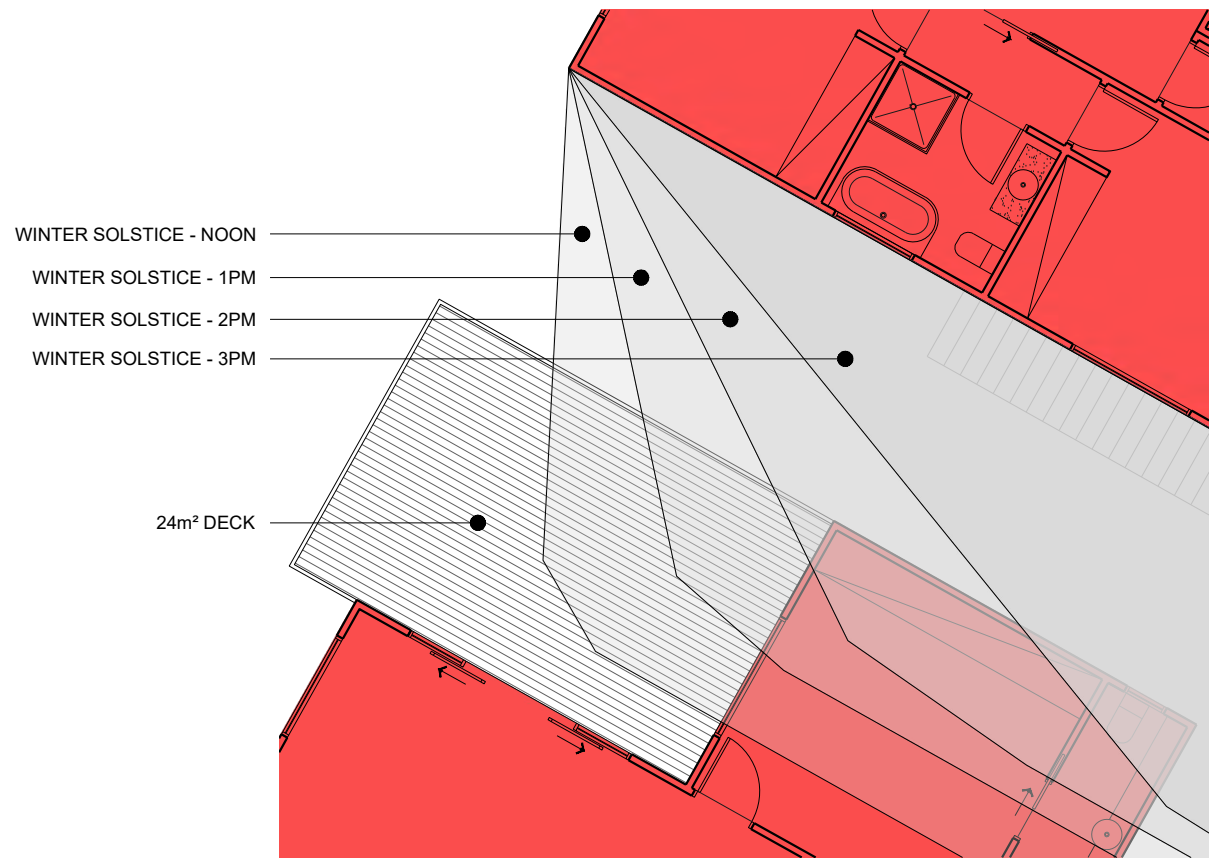 WINTER SOLSTICE - NOON
WINTER SOLSTICE - 1PM
WINTER SOLSTICE - 2PM
WINTER SOLSTICE - 3PM
24m² DECK